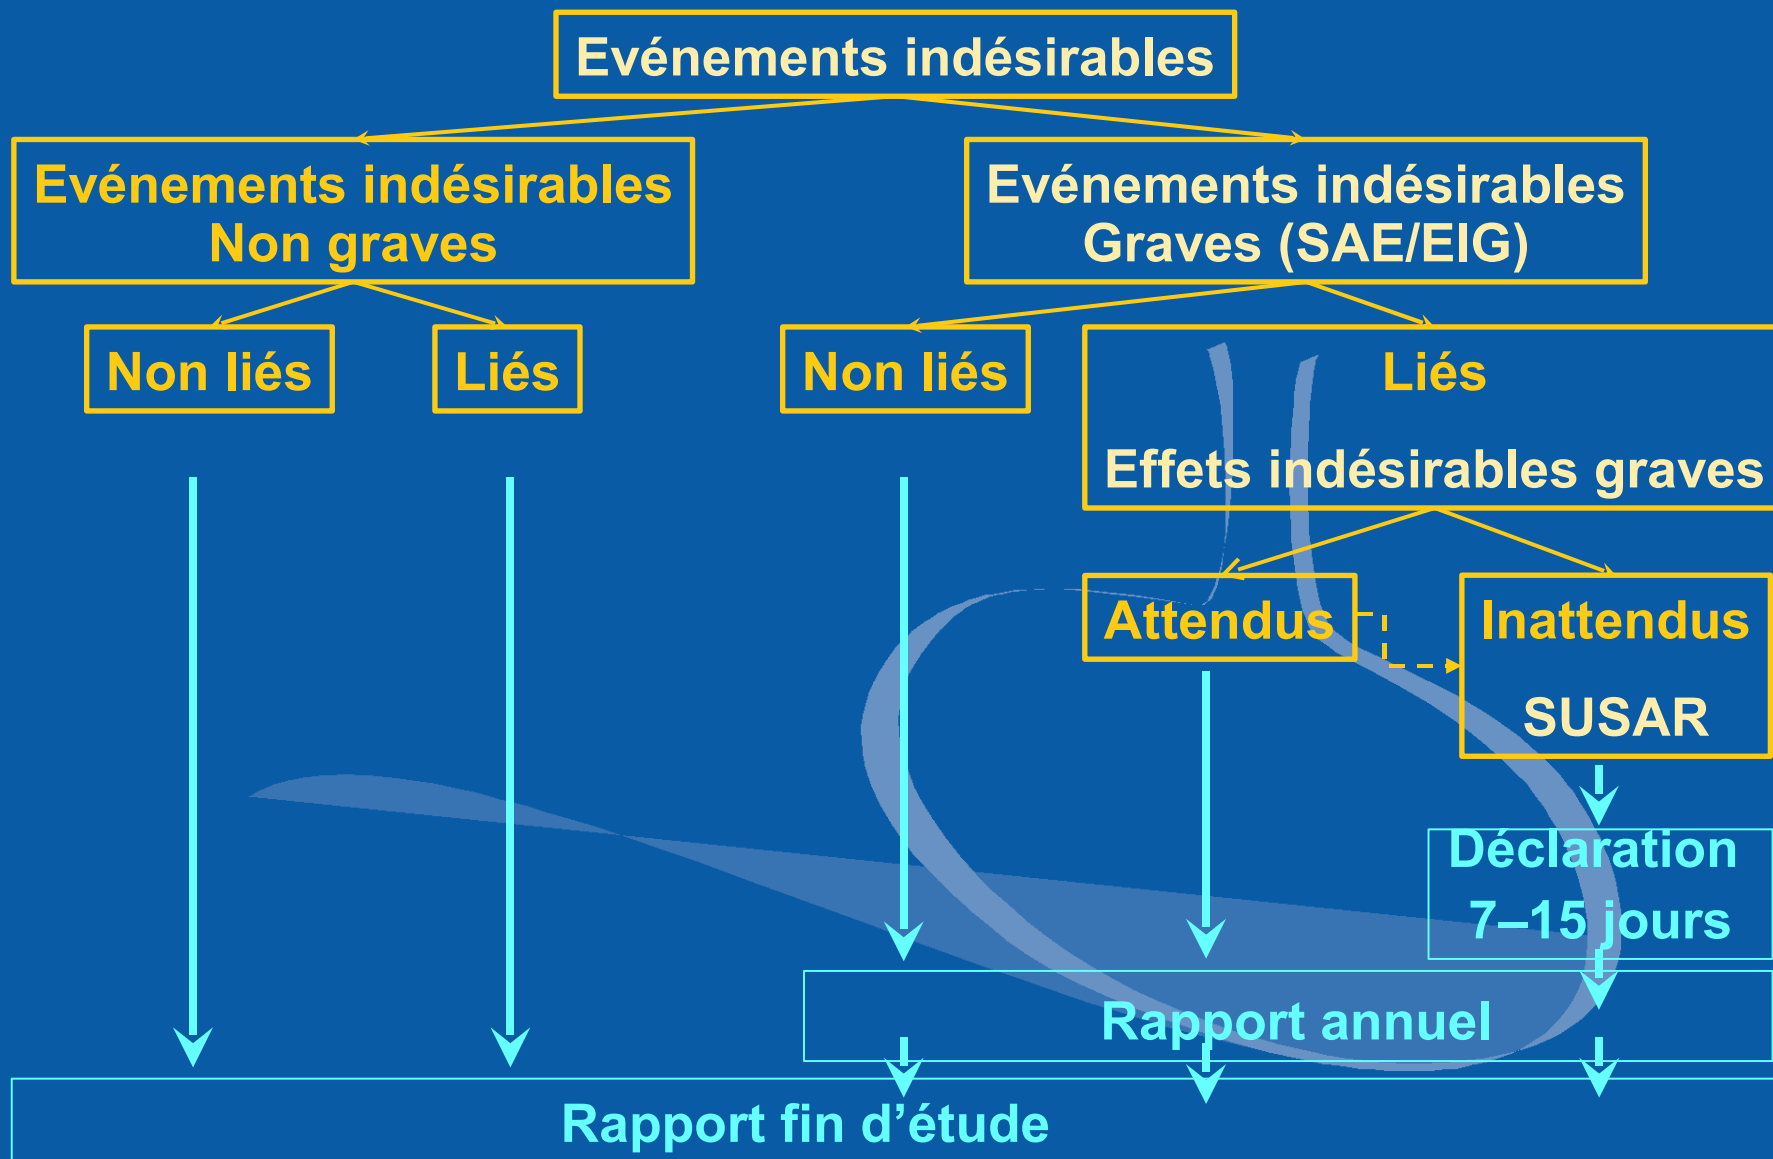 Evénements indésirables
Evénements indésirables
Non graves
Evénements indésirables
Graves (SAE/EIG)
Non liés
Liés
Non liés
Liés
Effets indésirables graves
Attendus
Inattendus
SUSAR
Déclaration
7–15 jours
Rapport annuel
Rapport fin d’étude